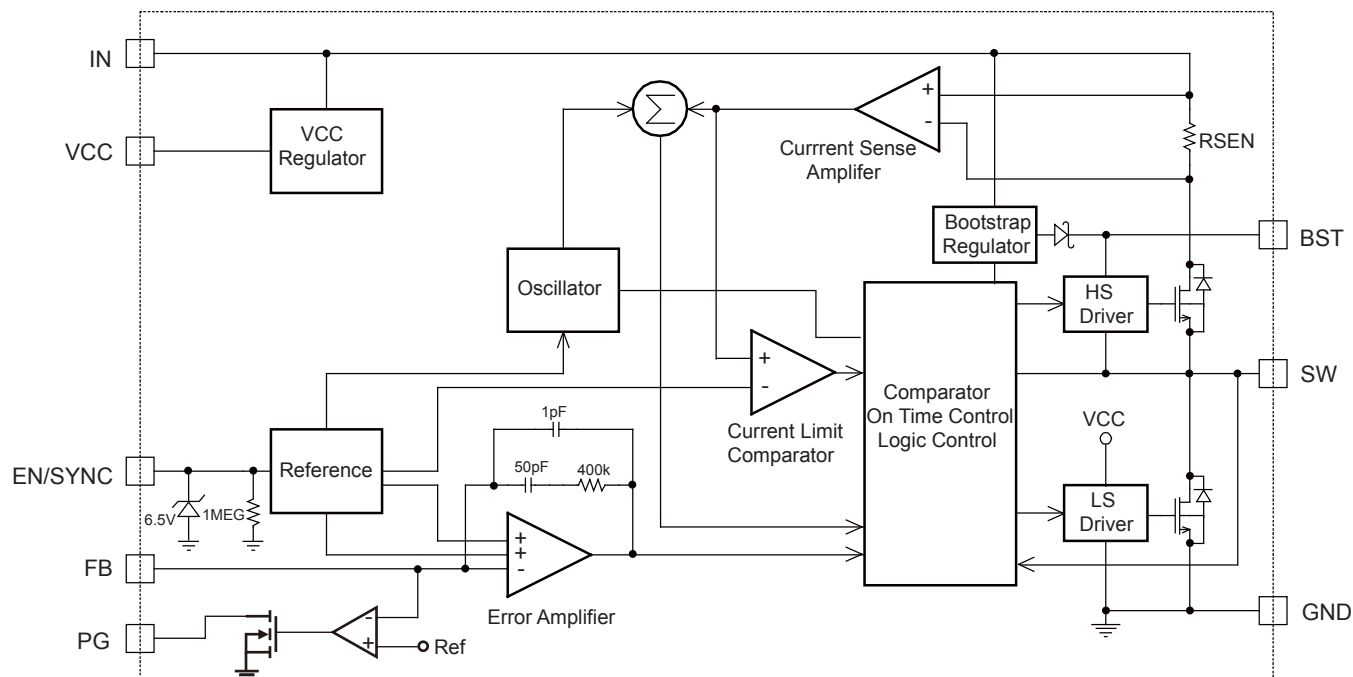 IN
VCC
VCC
Regulator
Σ
+
-
Currrent Sense
Amplifer
RSEN
Bootstrap
Regulator
BST
Oscillator
HS
Driver
+
-
Current Limit
Comparator
Comparator
On Time Control
Logic Control
SW
VCC
1pF
50pF
400k
EN/SYNC
Reference
6.5V
1MEG
LS
Driver
+
+
-
Error Amplifier
FB
PG
-
+
Ref
GND